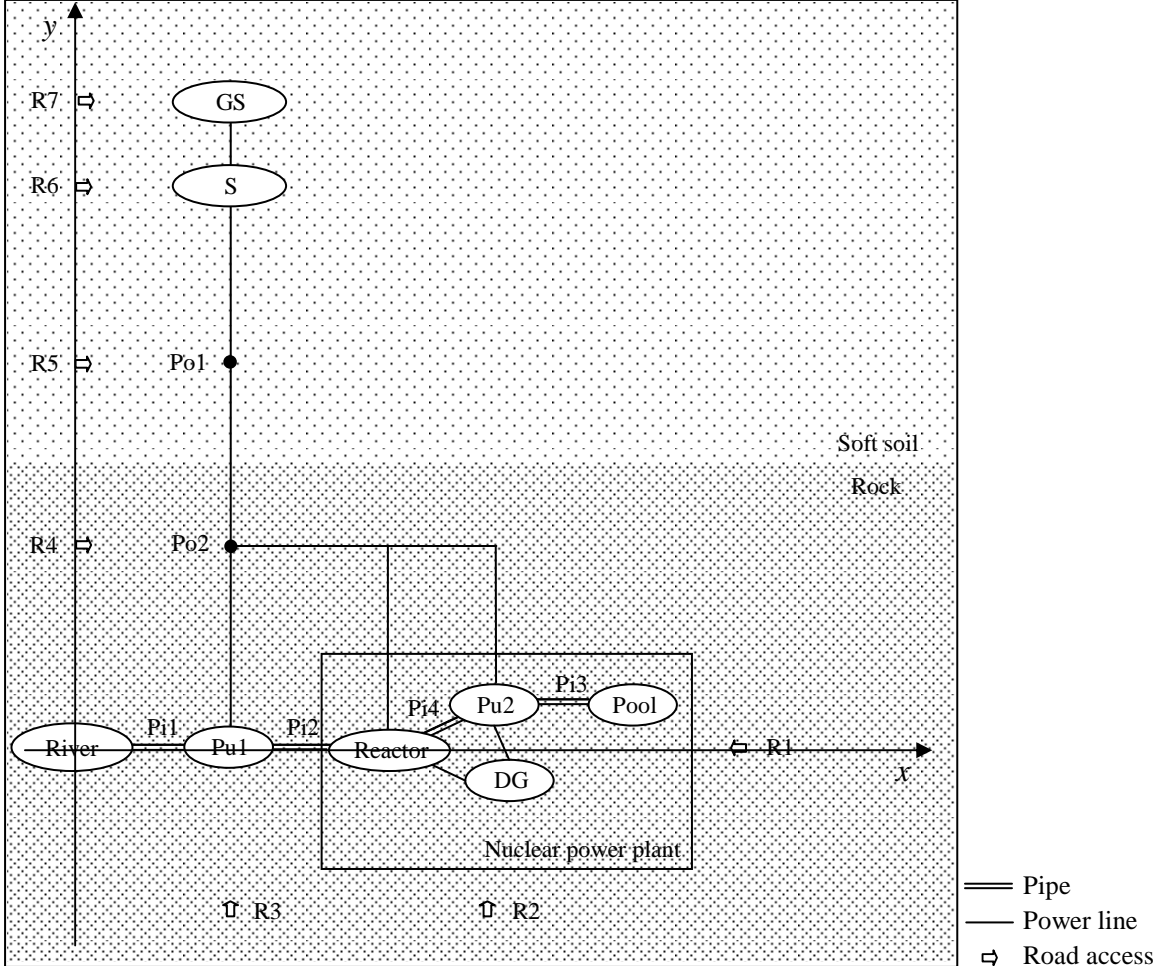 y
R7
GS
R6
S
R5
Po1
Soft soil
Rock
R4
Po2
Pi3
Pi4
Pu2
Pool
Pi1
Pi2
River
Pu1
Reactor
R1
x
DG
Nuclear power plant
R3
R2
Pipe
Power line
Road access